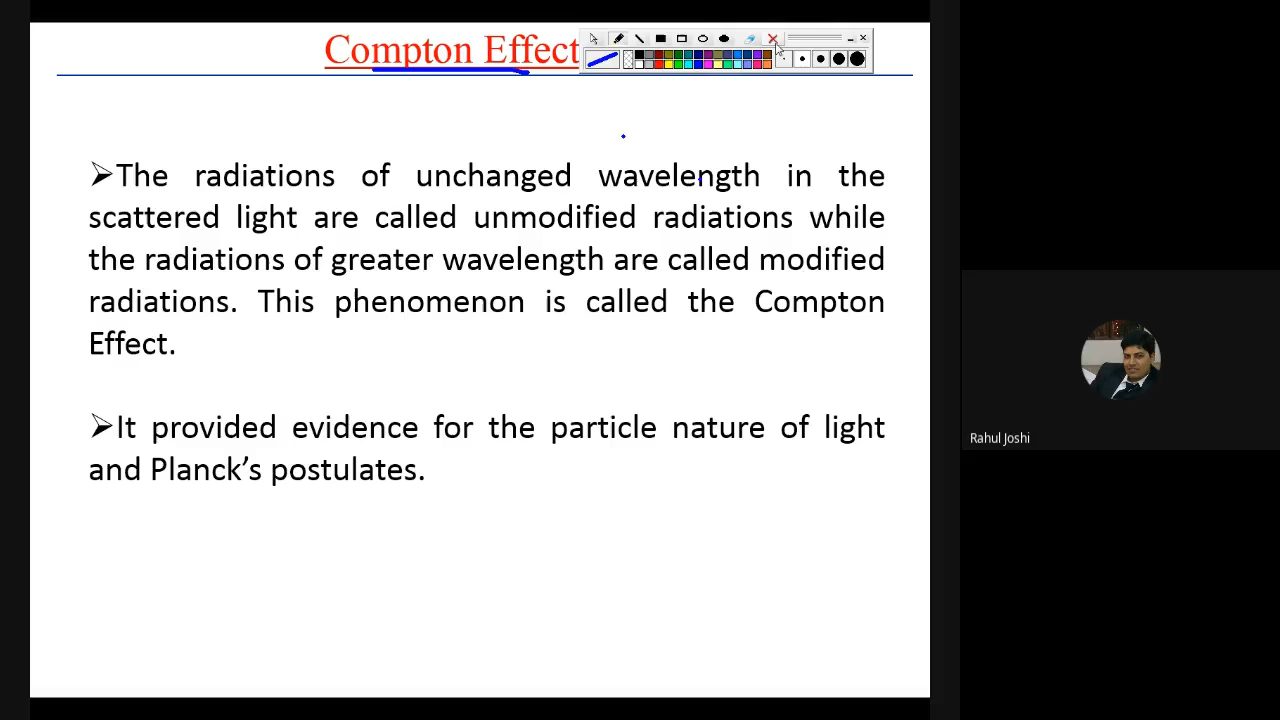 Compton Effect
➢The radiations of unchanged wavelength in the
scattered light are called unmodified radiations while
the radiations of greater wavelength are called modified
radiations. This phenomenon is called the Compton
Effect.
➢It provided evidence for the particle nature of light
and Planck’s postulates.
Rahul Joshi